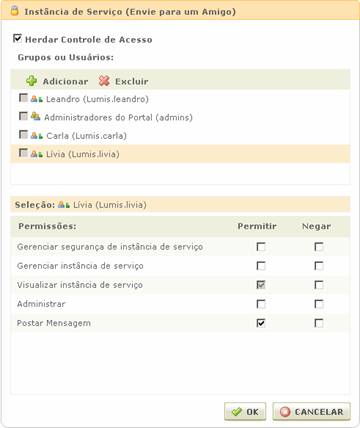 Instância de Serviço (Envie para um Amigo)
Herdar Controle de Acesso
Grupos ou Usuários:
Adicionar Excluir
Leandro (Lumis.leandro)
Administradores do Portal (admins)
Carla (Lumis.carla)
Lívia (Lumis.livia)
Seleção: Lívia (Lumis.livia)
Permissões: Permitir Negar
Gerenciar segurança de instância de serviço
Gerenciar instância de serviço
Visualizar instância de serviço
Administrar
Postar Mensagem
OK CANCELAR